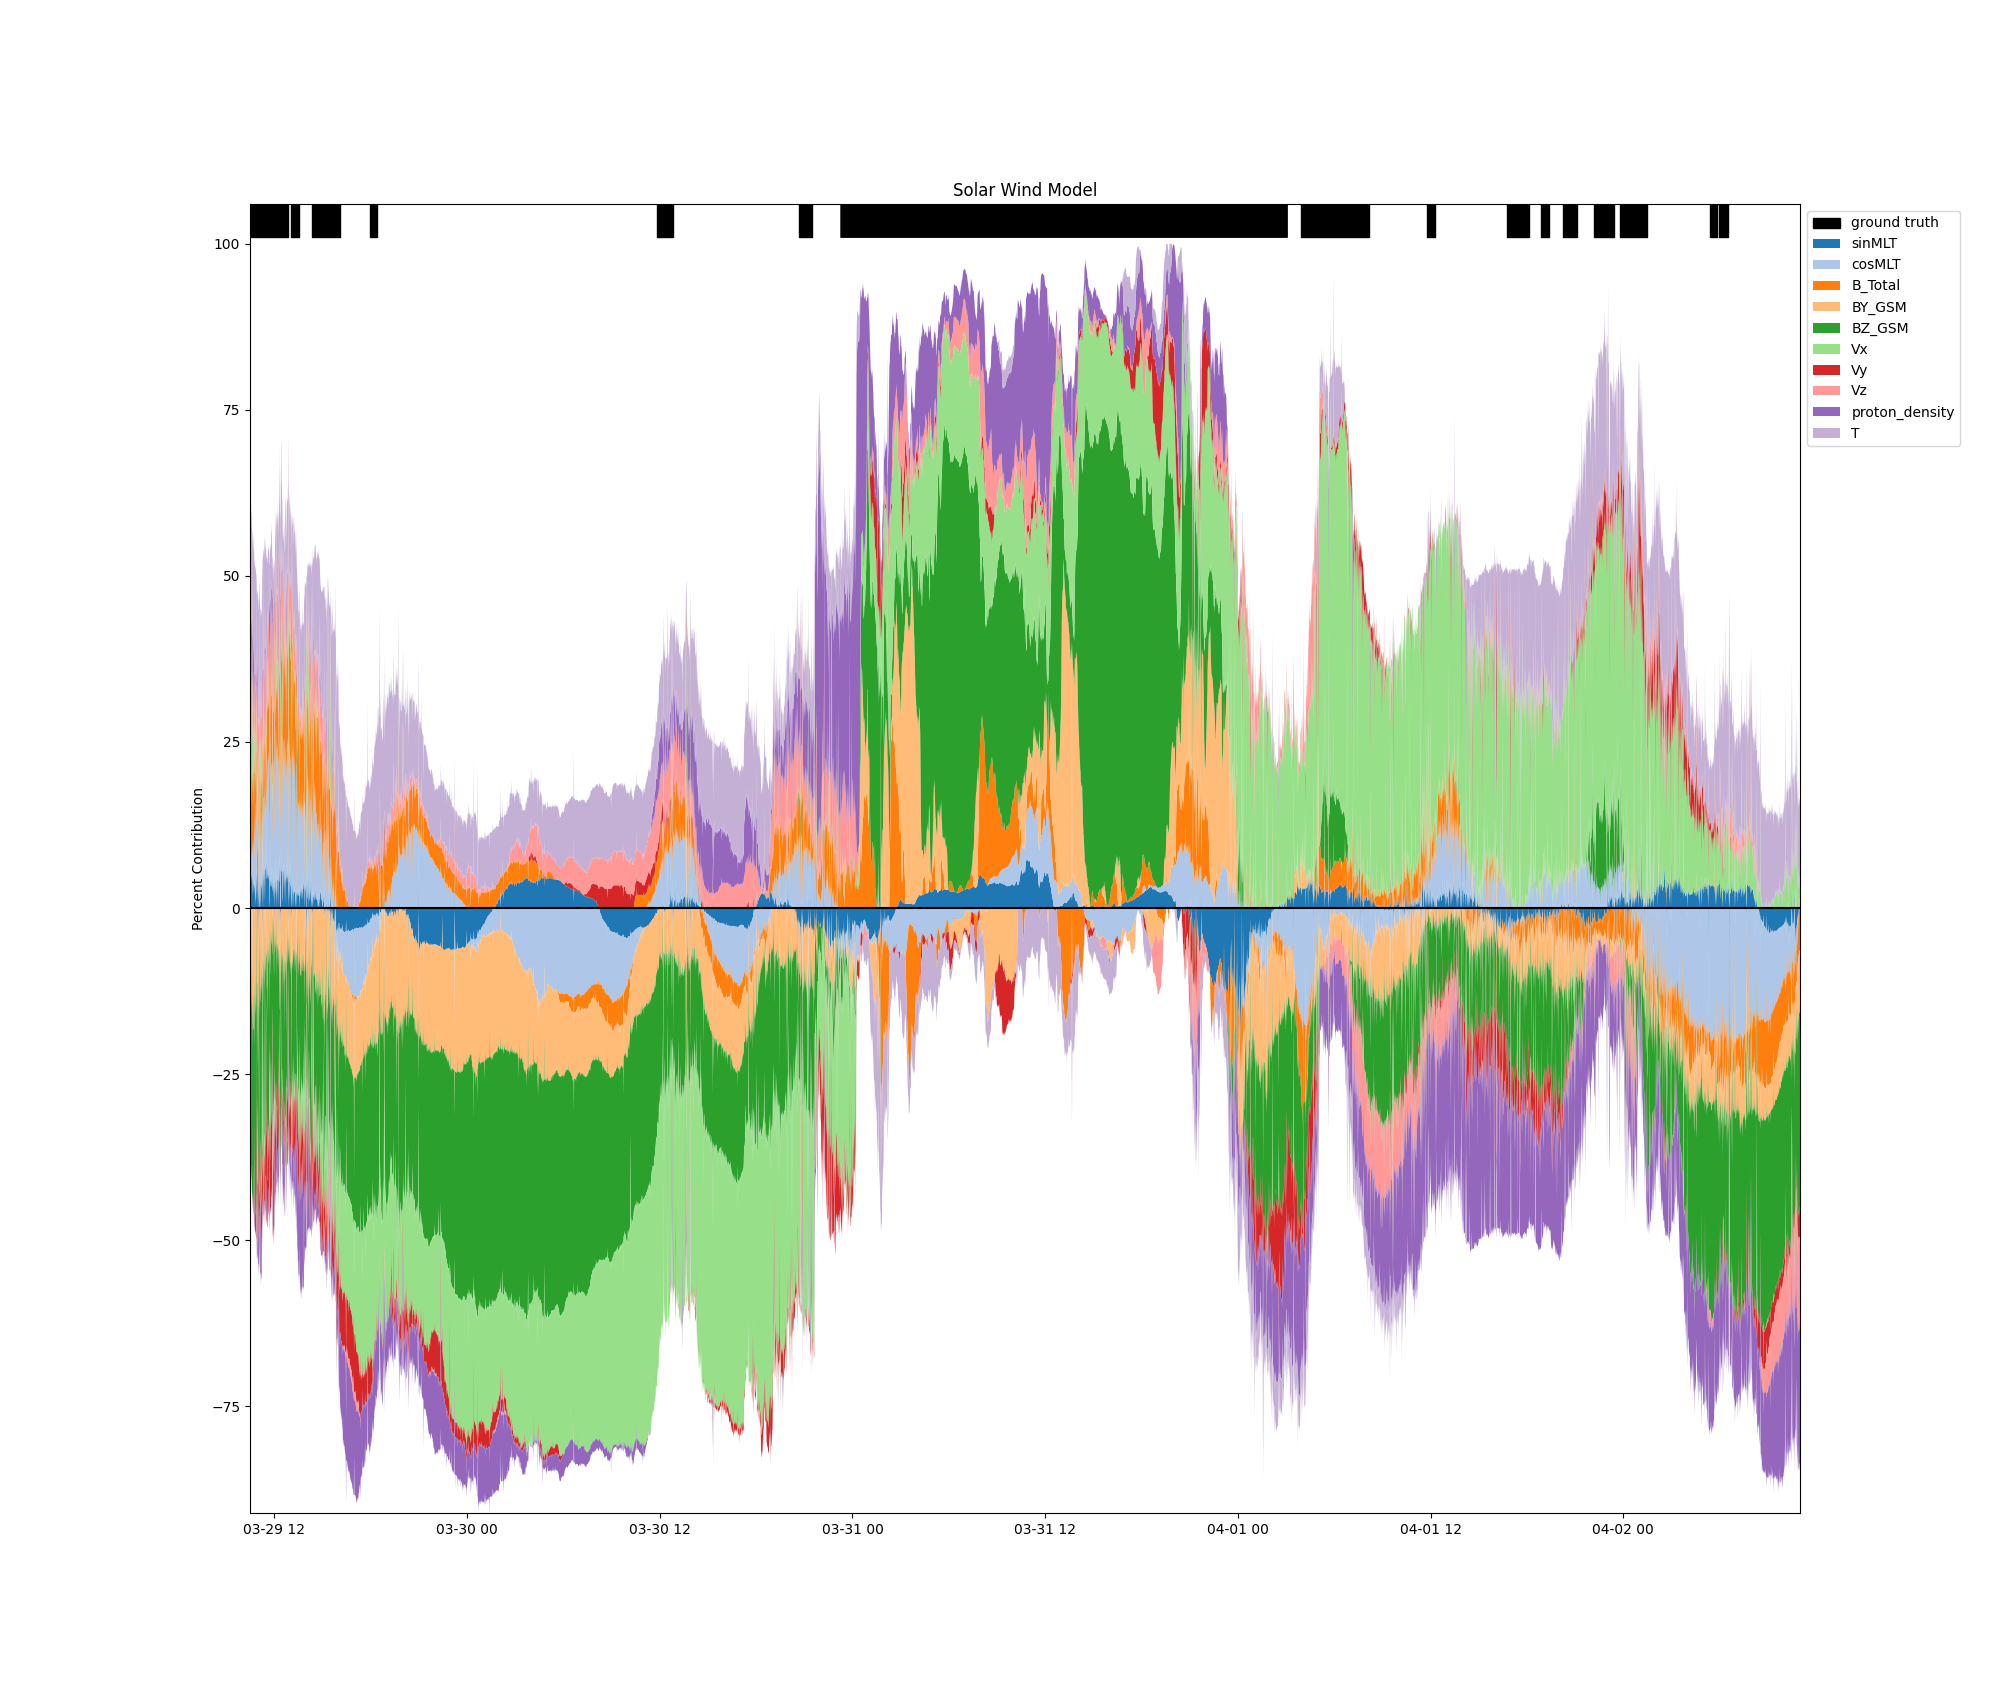 Solar Wind Model
ground truth
sinMLT
cosMLT
B_Total
BY_GSM
BZ_GSM
Vx
Vy
Vz
proton_density
T
Percent Contribution
100
75
50
25
0
−25
−50
−75
03-29 12
03-30 00
03-30 12
03-31 00
03-31 12
04-01 00
04-01 12
04-02 00